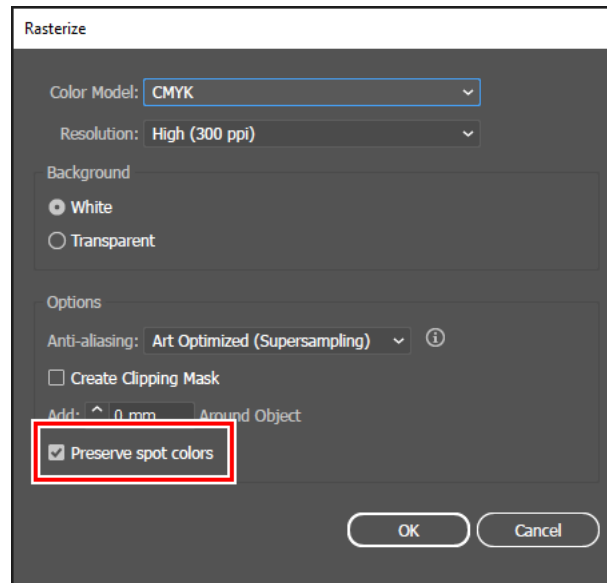 Rasterize
Color Model: CMYK
Resolution: High (300 ppi)
Background
White
Transparent
Options
Anti-aliasing: Art Optimized (Supersampling)
Create Clipping Mask
Add: 0 mm Around Object
Preserve spot colors
OK Cancel